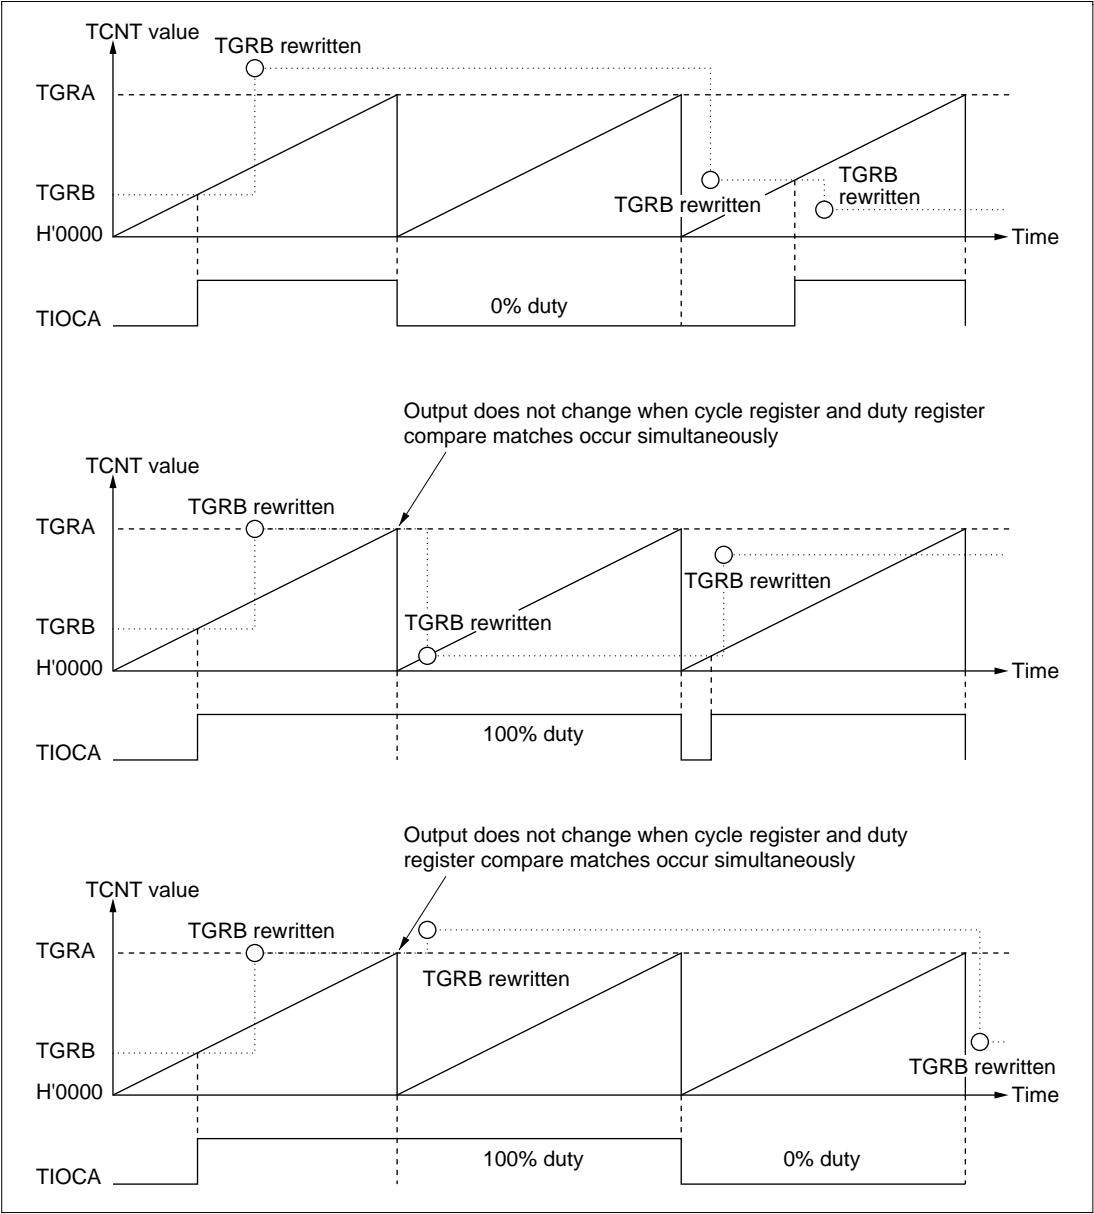 TCNT value
TGRB rewritten
TGRA
TGRB
TGRB
rewritten
TGRB rewritten
H'0000
Time
0% duty
TIOCA
Output does not change when cycle register and duty register
compare matches occur simultaneously
TCNT value
TGRB rewritten
TGRA
TGRB rewritten
TGRB rewritten
TGRB
H'0000
Time
100% duty
TIOCA
Output does not change when cycle register and duty
register compare matches occur simultaneously
TCNT value
TGRB rewritten
TGRA
TGRB rewritten
TGRB
TGRB rewritten
H'0000
Time
100% duty
0% duty
TIOCA